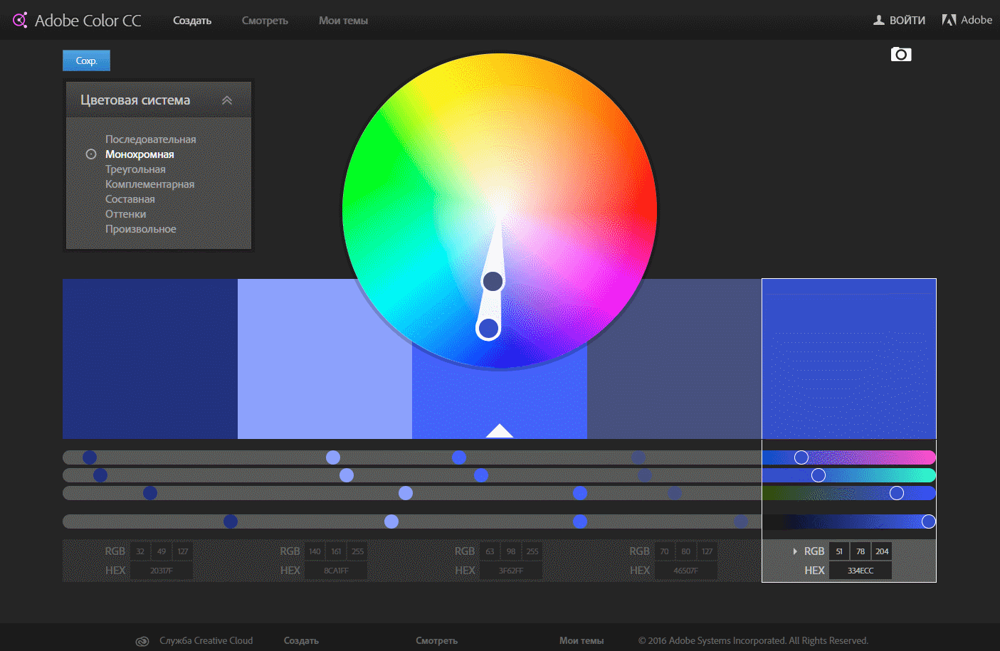 Adobe Color CC Создать Смотреть Мои темы ВОЙТИ Adobe
Сохр.
Цветовая система
Последовательная
Монохромная
Треугольная
Комплементарная
Составная
Оттенки
Произвольное
RGB 32 49 127 RGB 140 161 255 RGB 63 98 255 RGB 70 80 127 RGB 51 78 204
HEX 20317F HEX 8CA1FF HEX 3F62FF HEX 46507F HEX 334ECC
Служба Creative Cloud Создать Смотреть Мои темы © 2016 Adobe Systems Incorporated. All Rights Reserved.